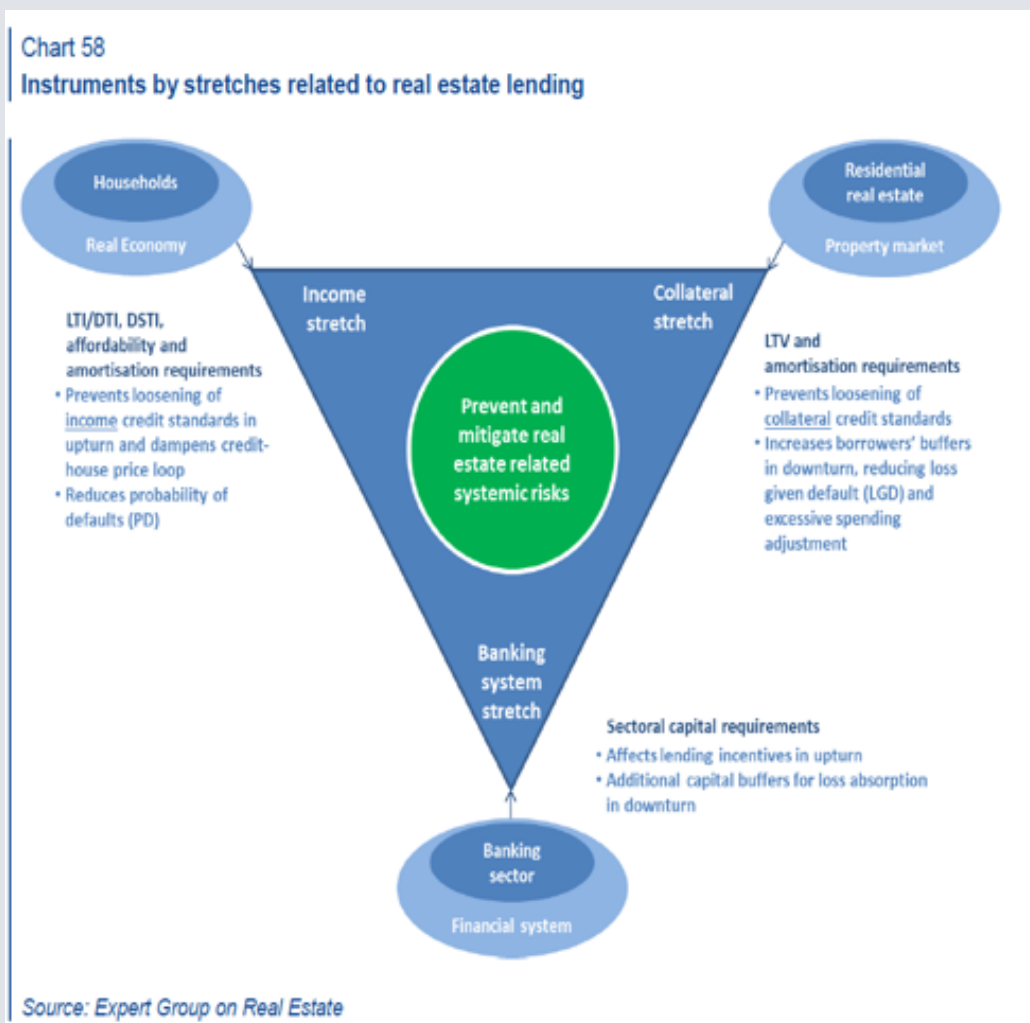 Chart 58
Instruments by stretches related to real estate lending
Households
Real Economy
Residential
real estate
Property market
Income
stretch
Collateral
stretch
LTI/DTI, DSTI,
affordability and
amortisation requirements
• Prevents loosening of
income credit standards in
upturn and dampens credit-
house price loop
• Reduces probability of
defaults (PD)
Prevent and
mitigate real
estate related
systemic risks
LTV and
amortisation requirements
• Prevents loosening of
collateral credit standards
• Increases borrowers' buffers
in downturn, reducing loss
given default (LGD) and
excessive spending
adjustment
Banking
system
stretch
Sectoral capital requirements
• Affects lending incentives in upturn
• Additional capital buffers for loss absorption
in downturn
Banking
sector
Financial system
Source: Expert Group on Real Estate